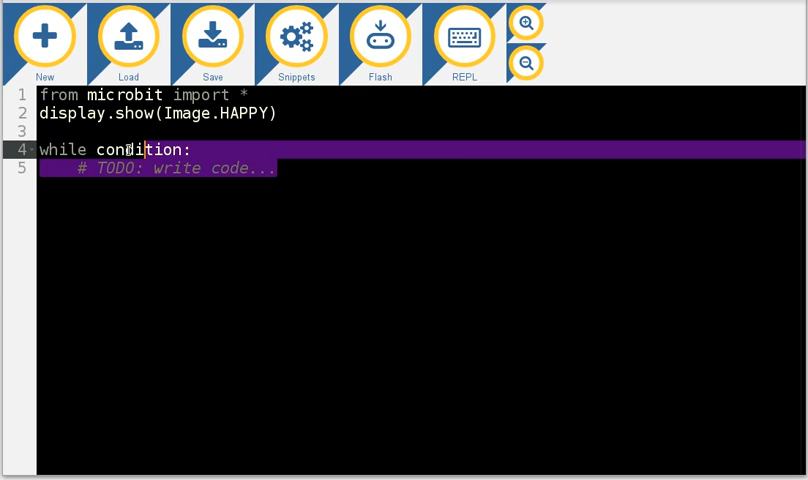 New Load Save Snippets Flash REPL
1 from microbit import *
2 display.show(Image.HAPPY)
3
4 while condition:
5     # TODO: write code...